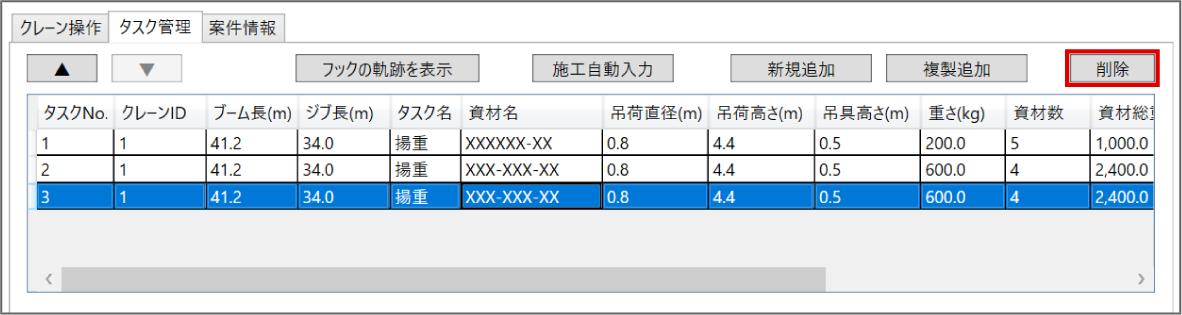 クレーン操作 タスク管理 案件情報
▲ ▼ フックの軌跡を表示 施工自動入力 新規追加 複製追加 削除
タスクNo. クレーンID ブーム長(m) ジブ長(m) タスク名 資材名 吊荷直径(m) 吊荷高さ(m) 吊具高さ(m) 重さ(kg) 資材数 資材総
1 1 41.2 34.0 揚重 XXXXXX-XX 0.8 4.4 0.5 200.0 5 1,000.0
2 1 41.2 34.0 揚重 XXX-XXX-XX 0.8 4.4 0.5 600.0 4 2,400.0
3 1 41.2 34.0 揚重 XXX-XXX-XX 0.8 4.4 0.5 600.0 4 2,400.0